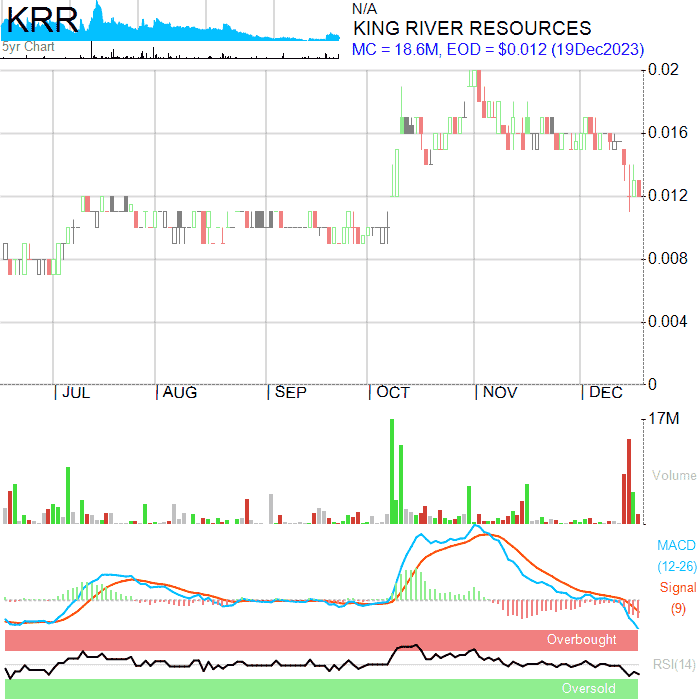 KRR
5yr Chart
N/A
KING RIVER RESOURCES
MC = 18.6M, EOD = $0.012 (19Dec2023)
0.02
0.016
0.012
0.008
0.004
0
JUL AUG SEP OCT NOV DEC
17M
Volume
MACD
(12-26)
Signal
(9)
Overbought
RSI(14)
Oversold